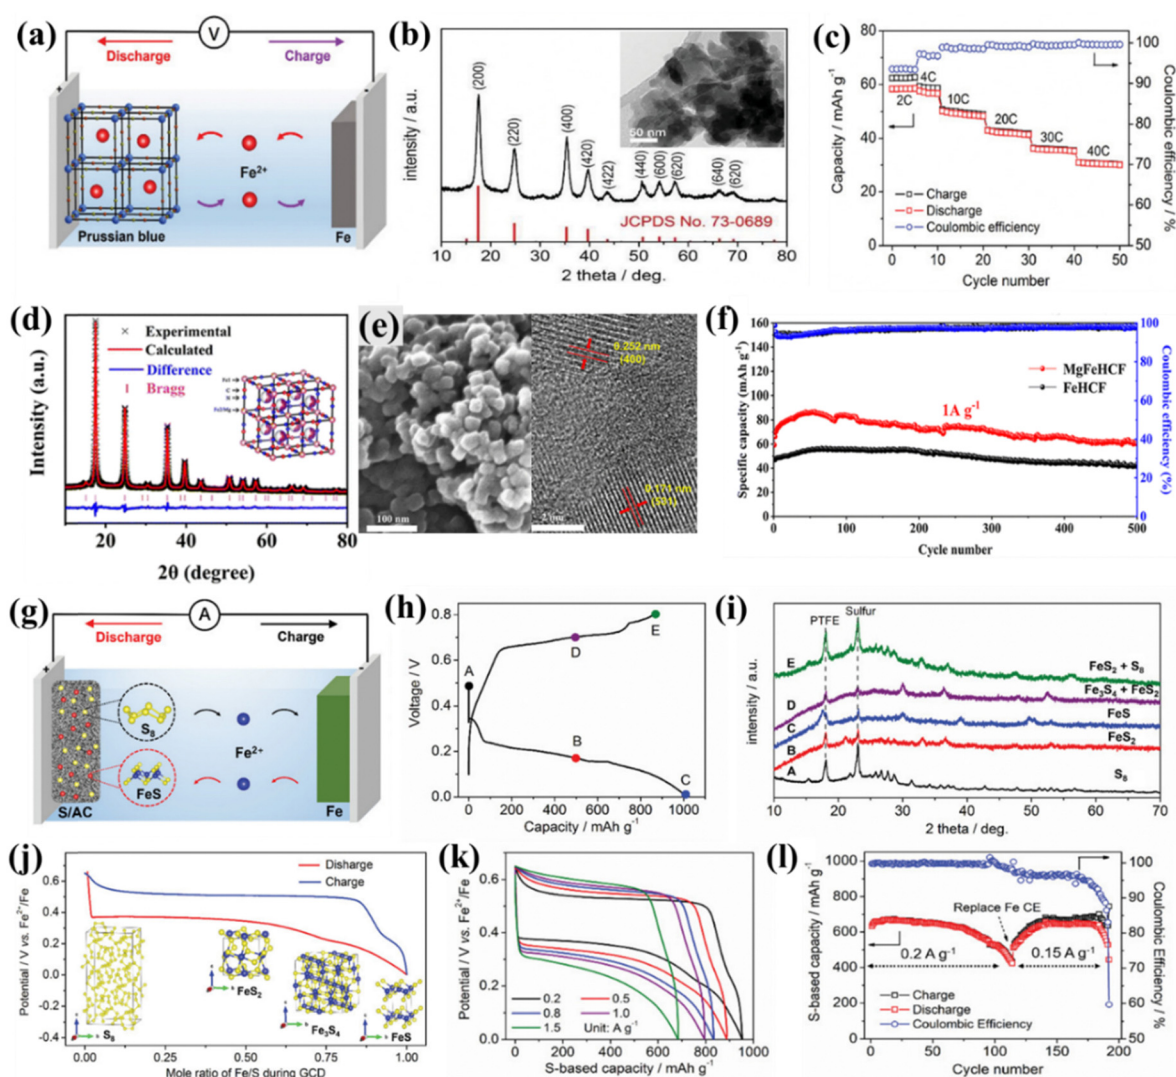 (a)
V
Discharge
Charge
Fe²⁺
Prussian blue
Fe
(b)
intensity / a.u.
(200)
(220)
(400)
(420)
(422)
(440)
(600)
(620)
(640)
(620)
50 nm
JCPDS No. 73-0689
10 20 30 40 50 60 70 80
2 theta / deg.
(c)
Capacity / mAh g⁻¹
80
60
40
20
0
2C
4C
10C
20C
30C
40C
Charge
Discharge
Coulombic efficiency
100
90
80
70
60
50
Coulombic efficiency / %
0 10 20 30 40 50
Cycle number
(d)
Intensity (a.u.)
Experimental
Calculated
Difference
Bragg
20 40 60 80
2θ (degree)
(e)
100 nm
0.252 nm
(400)
(f)
Specific capacity (mAh g⁻¹)
160
140
120
100
80
60
40
20
0
MgFeHCF
FeHCF
1A g⁻¹
100
80
60
40
20
0
Coulombic efficiency (%)
0 100 200 300 400 500
Cycle number
(g)
A
Discharge
Charge
S₈
Fe²⁺
FeS
S/AC
Fe
(h)
Voltage / V
0.8
0.6
0.4
0.2
0.0
A
B
C
D
E
0 200 400 600 800 1000
Capacity / mAh g⁻¹
(i)
intensity / a.u.
PTFE
Sulfur
E
FeS₂ + S₈
D
Fe₃S₄ + FeS₂
C
FeS
B
FeS₂
A
S₈
10 20 30 40 50 60 70
2 theta / deg.
(j)
Potential / V vs. Fe²⁺/Fe
0.6
0.4
0.2
0.0
-0.2
-0.4
Disharge
Charge
S₈
FeS₂
Fe₃S₄
FeS
0.00 0.25 0.50 0.75 1.00
Mole ratio of Fe/S during GCD
(k)
Potential / V vs. Fe²⁺/Fe
0.6
0.4
0.2
0.0
0.2
0.5
0.8
1.0
1.5
Unit: A g⁻¹
0 200 400 600 800 1000
S-based capacity / mAh g⁻¹
(l)
S-based capacity / mAh g⁻¹
1000
900
800
700
600
500
400
300
200
100
0
Replace Fe CE
0.2 A g⁻¹
0.15 A g⁻¹
Charge
Discharge
Coulombic Efficiency
100
90
80
70
60
50
Coulombic Efficiency / %
0 50 100 150 200
Cycle number